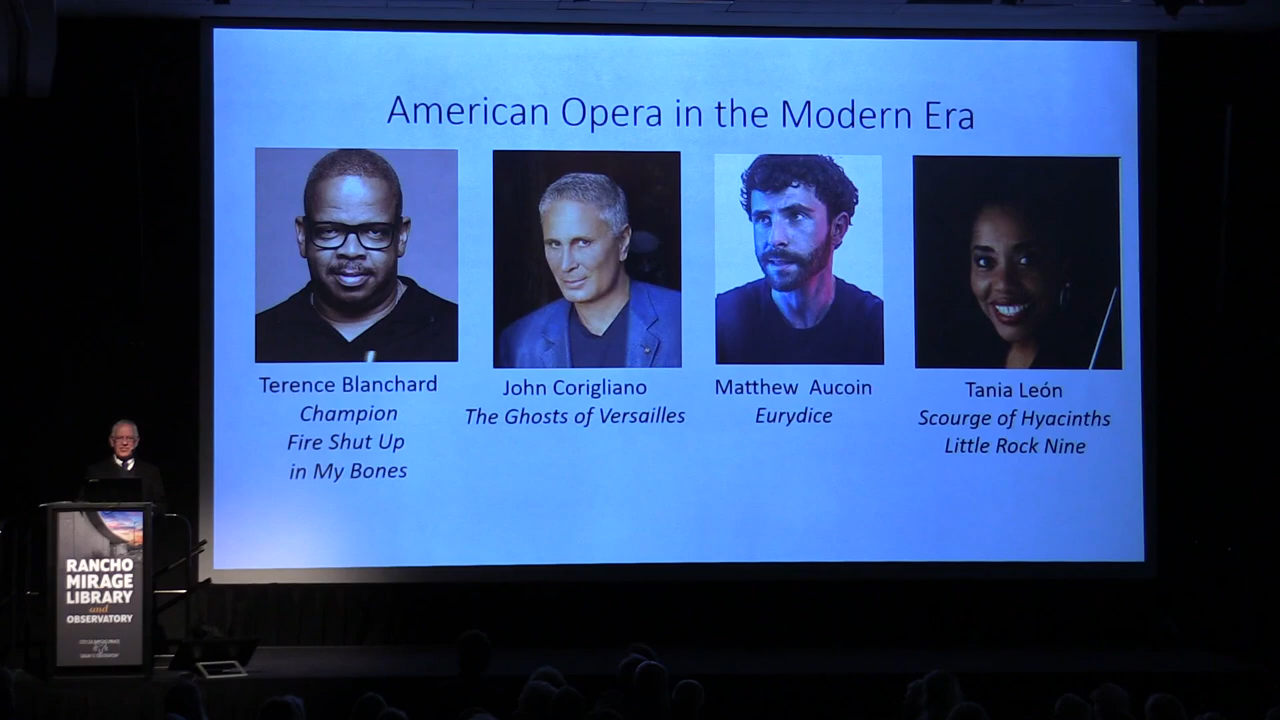 American Opera in the Modern Era
Terence Blanchard
Champion
Fire Shut Up
in My Bones
John Corigliano
The Ghosts of Versailles
Matthew Aucoin
Eurydice
Tania León
Scourge of Hyacinths
Little Rock Nine
RANCHO
MIRAGE
LIBRARY
and
OBSERVATORY